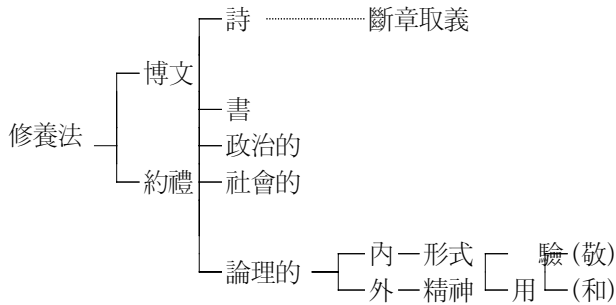 詩 斷章取義
博文
書
修養法
政治的
約禮 社會的
內 形式 驗 (敬)
論理的
外 精神 用 (和)